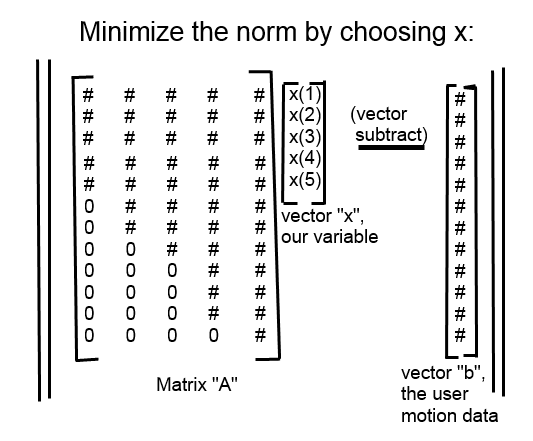 Minimize the norm by choosing x:
# # # # # x(1) #
# # # # # x(2) (vector #
# # # # # x(3) subtract) #
# # # # # x(4) #
# # # # # x(5) #
0 # # # # #
0 # # # # #
0 0 # # # #
0 0 0 # # #
0 0 0 # # #
0 0 0 # # #
0 0 0 0 # #
vector "x",
our variable
Matrix "A"
vector "b",
the user
motion data